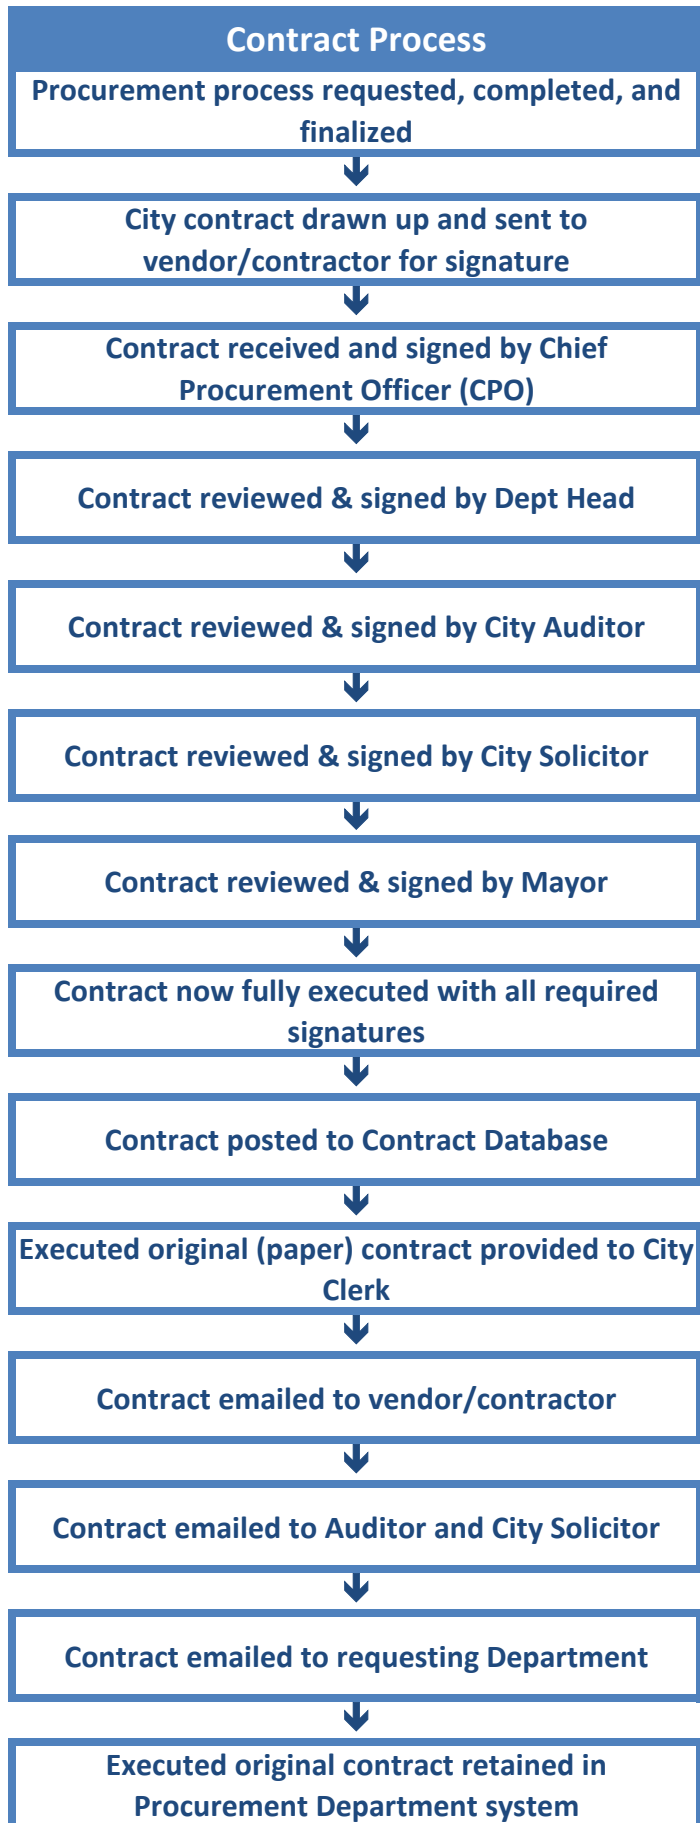 Contract Process
Procurement process requested, completed, and
finalized
City contract drawn up and sent to
vendor/contractor for signature
Contract received and signed by Chief
Procurement Officer (CPO)
Contract reviewed & signed by Dept Head
Contract reviewed & signed by City Auditor
Contract reviewed & signed by City Solicitor
Contract reviewed & signed by Mayor
Contract now fully executed with all required
signatures
Contract posted to Contract Database
Executed original (paper) contract provided to City
Clerk
Contract emailed to vendor/contractor
Contract emailed to Auditor and City Solicitor
Contract emailed to requesting Department
Executed original contract retained in
Procurement Department system